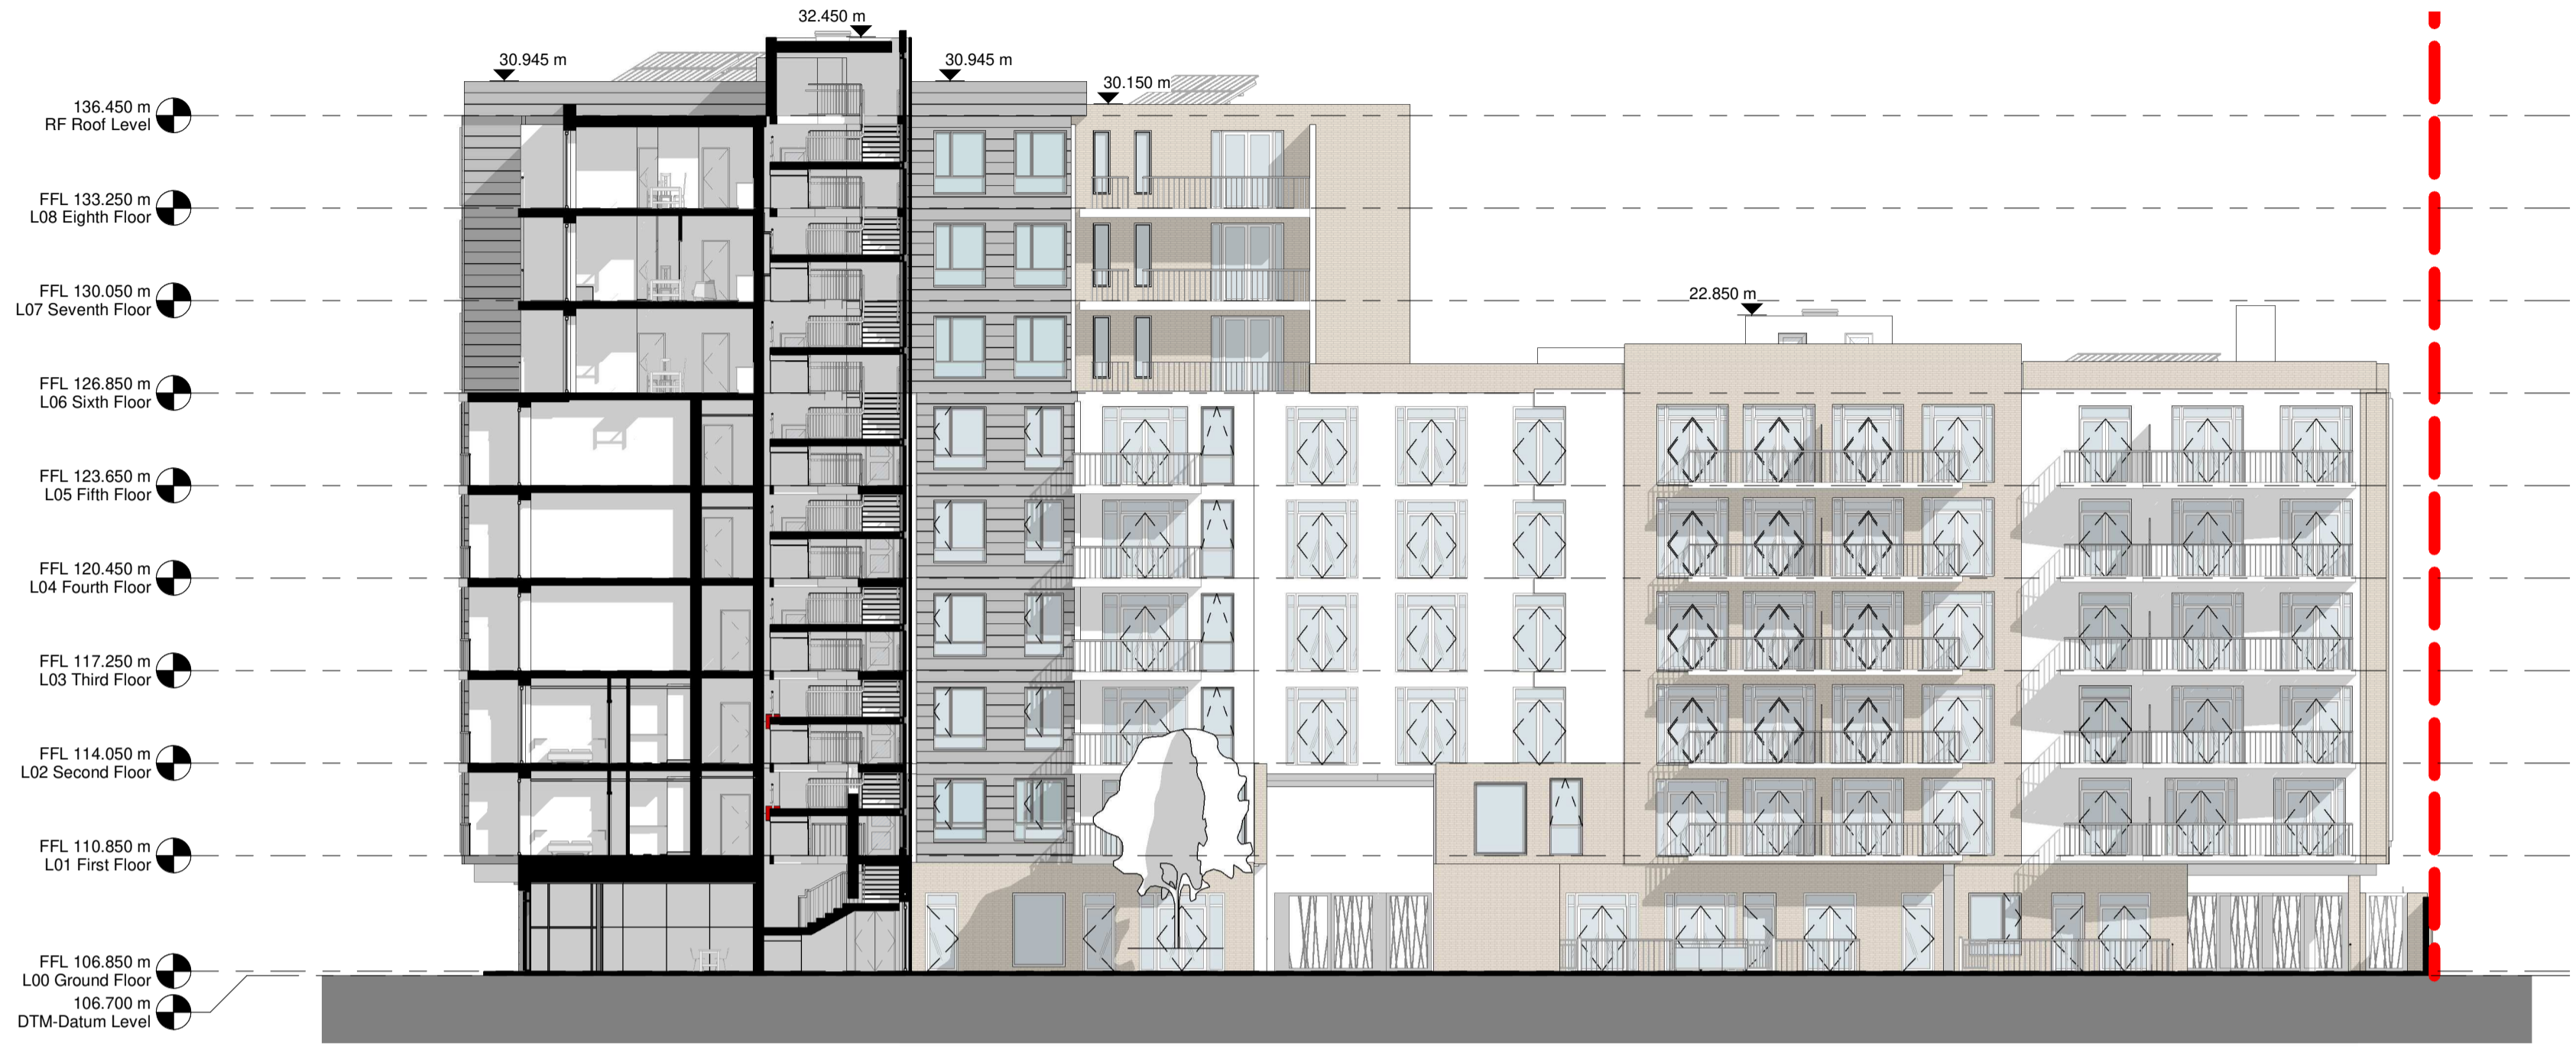 32.450 m
30.945 m
30.945 m
30.150 m
136.450 m
RF Roof Level
FFL 133.250 m
L08 Eighth Floor
FFL 130.050 m
L07 Seventh Floor
22.850 m
FFL 126.850 m
L06 Sixth Floor
FFL 123.650 m
L05 Fifth Floor
FFL 120.450 m
L04 Fourth Floor
FFL 117.250 m
L03 Third Floor
FFL 114.050 m
L02 Second Floor
FFL 110.850 m
L01 First Floor
FFL 106.850 m
L00 Ground Floor
106.700 m
DTM-Datum Level